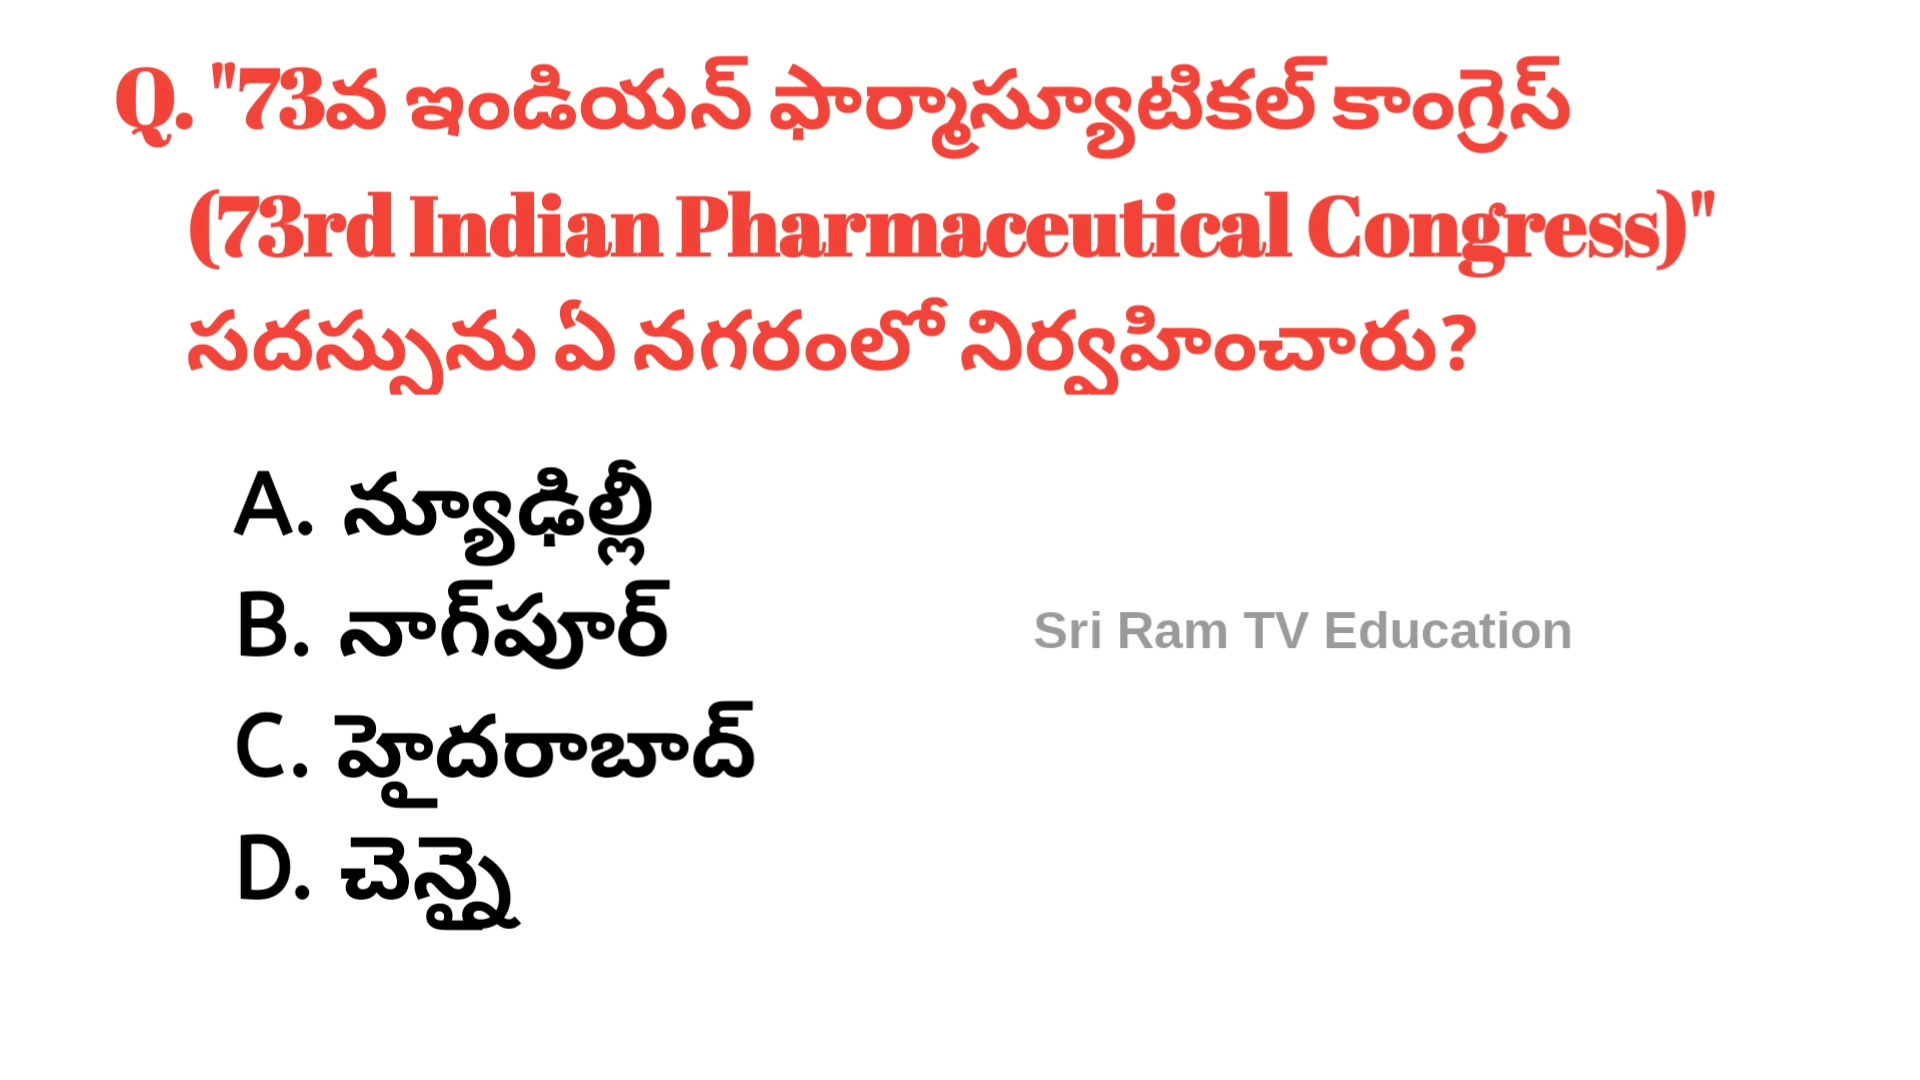 Q. "73వ ఇండియన్ ఫార్మాస్యూటికల్ కాంగ్రెస్
(73rd Indian Pharmaceutical Congress)"
సదస్సును ఏ నగరంలో నిర్వహించారు?
A. న్యూఢిల్లీ
B. నాగ్‌పూర్
Sri Ram TV Education
C. హైదరాబాద్
D. చెన్నై